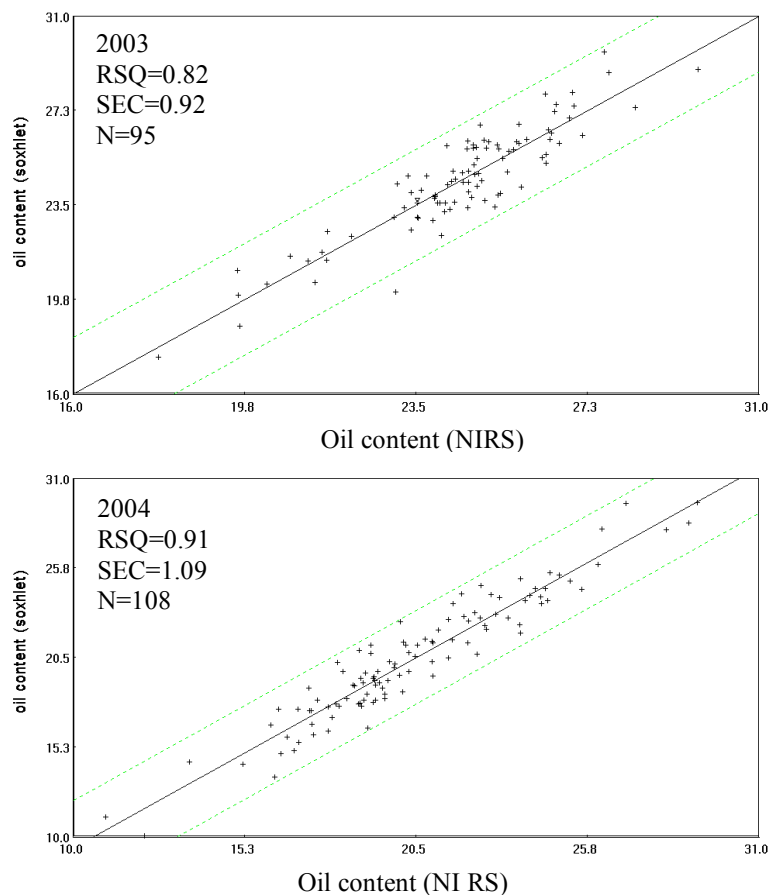 31.0
27.3
23.5
19.8
16.0
oil content (soxhlet)
2003
RSQ=0.82
SEC=0.92
N=95
16.0 19.8 23.5 27.3 31.0
Oil content (NIRS)
31.0
25.8
20.5
15.3
10.0
oil content (soxhlet)
2004
RSQ=0.91
SEC=1.09
N=108
10.0 15.3 20.5 25.8 31.0
Oil content (NI RS)